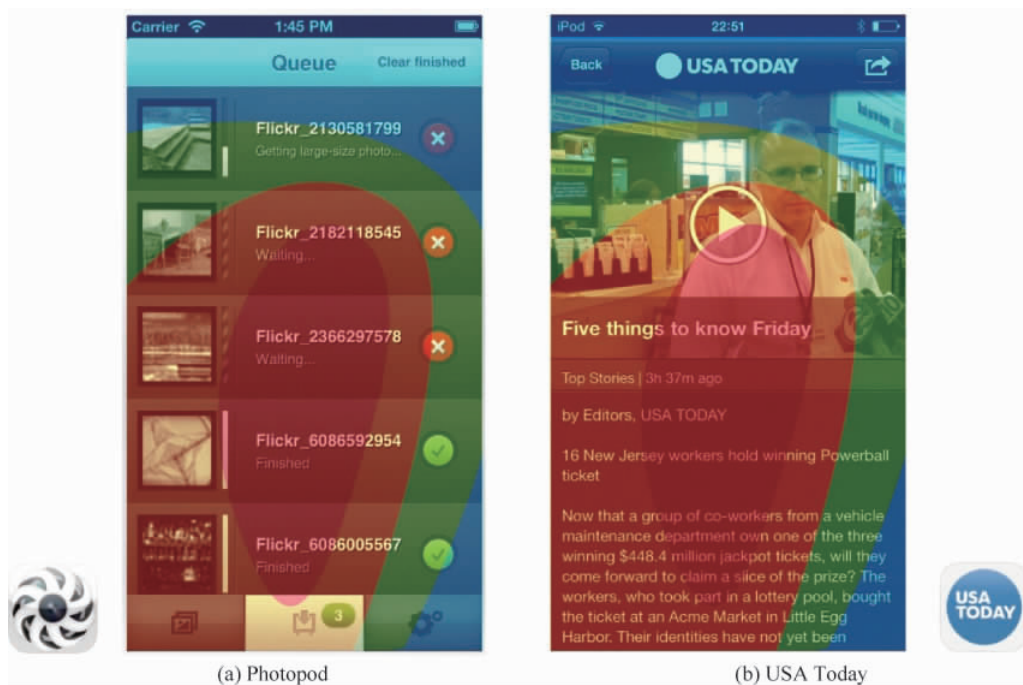 Carrier 1:45 PM
Queue Clear finished
Flickr_2130581799
Getting large-size photo...
Flickr_2182118545
Waiting...
Flickr_2366297578
Waiting...
Flickr_6086592954
Finished
Flickr_6086005567
Finished
3
(a) Photopod
iPod 22:51
Back USA TODAY
Five things to know Friday
Top Stories | 3h 37m ago
by Editors, USA TODAY
16 New Jersey workers hold winning Powerball
ticket
Now that a group of co-workers from a vehicle
maintenance department own one of the three
winning $448.4 million jackpot tickets, will they
come forward to claim a slice of the prize? The
workers, who took part in a lottery pool, bought
the ticket at an Acme Market in Little Egg
Harbor. Their identities have not yet been
USA
TODAY
(b) USA Today